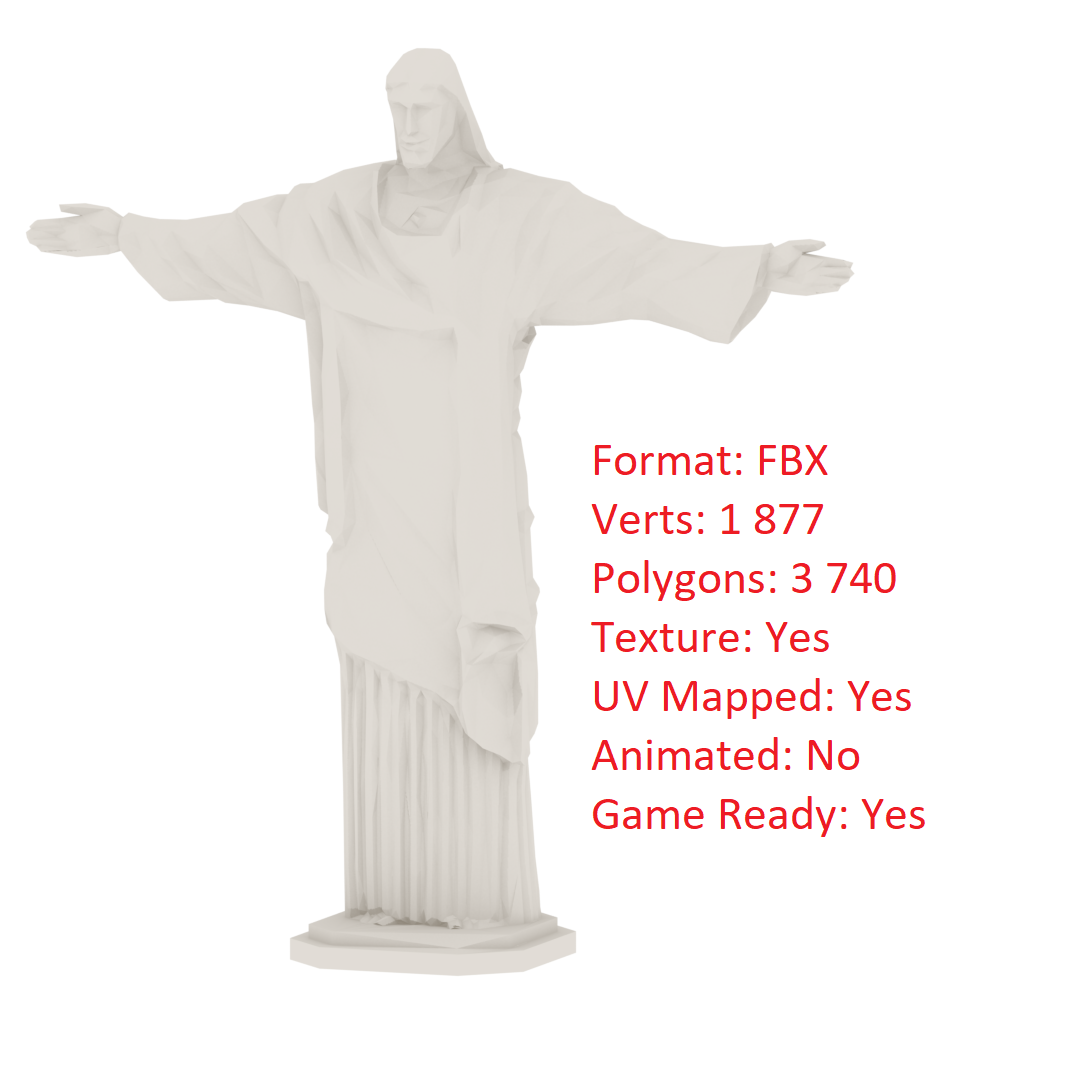 Format: FBX
Verts: 1 877
Polygons: 3 740
Texture: Yes
UV Mapped: Yes
Animated: No
Game Ready: Yes